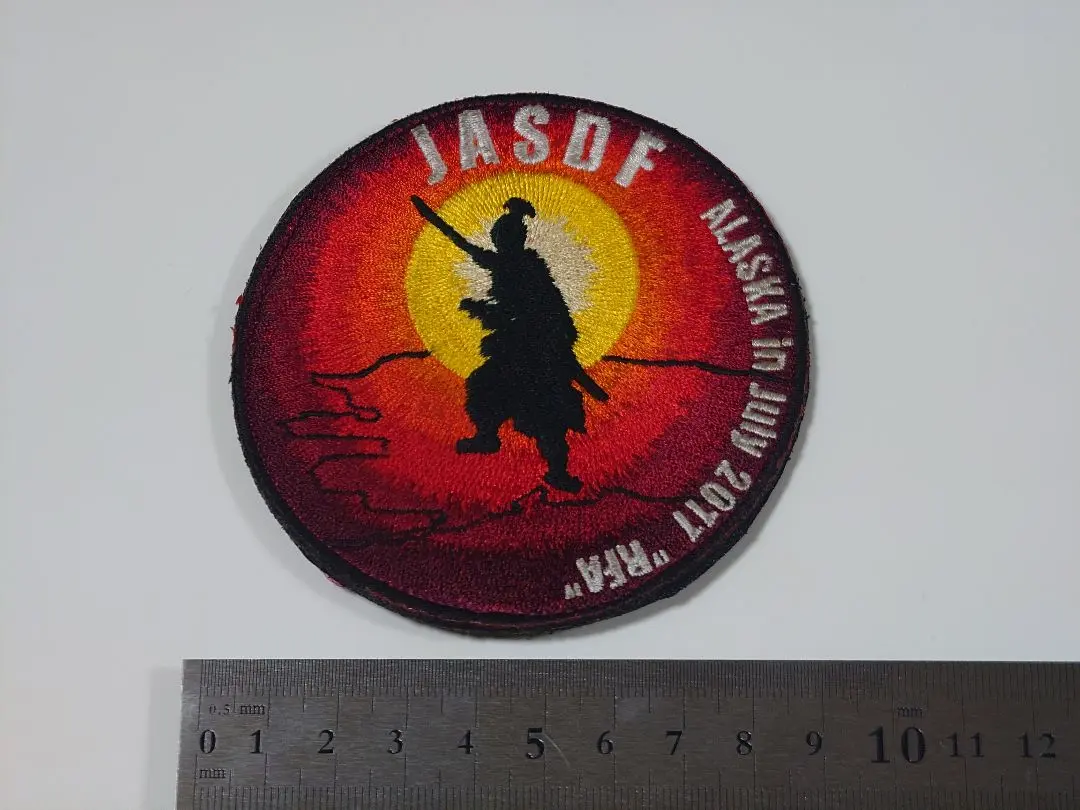 JASDF
ALASKA in July 2011 "RFA"
0.5 mm
mm
0 1 2 3 4 5 6 7 8 9 10 11 12
mm